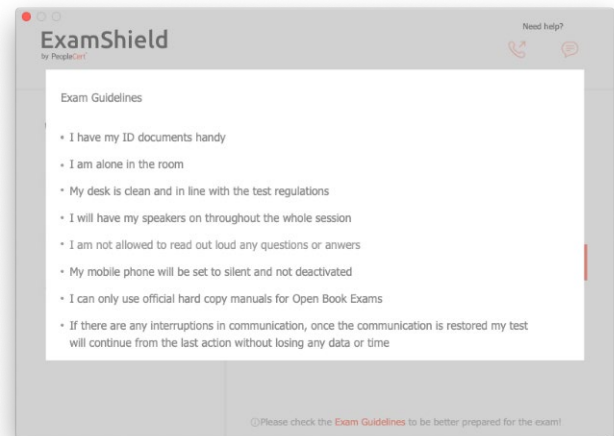 Need help?
ExamShield
by PeopleCert
Exam Guidelines
• I have my ID documents handy
• I am alone in the room
• My desk is clean and in line with the test regulations
• I will have my speakers on throughout the whole session
• I am not allowed to read out loud any questions or anwers
• My mobile phone will be set to silent and not deactivated
• I can only use official hard copy manuals for Open Book Exams
• If there are any interruptions in communication, once the communication is restored my test
will continue from the last action without losing any data or time
ⓘPlease check the Exam Guidelines to be better prepared for the exam!